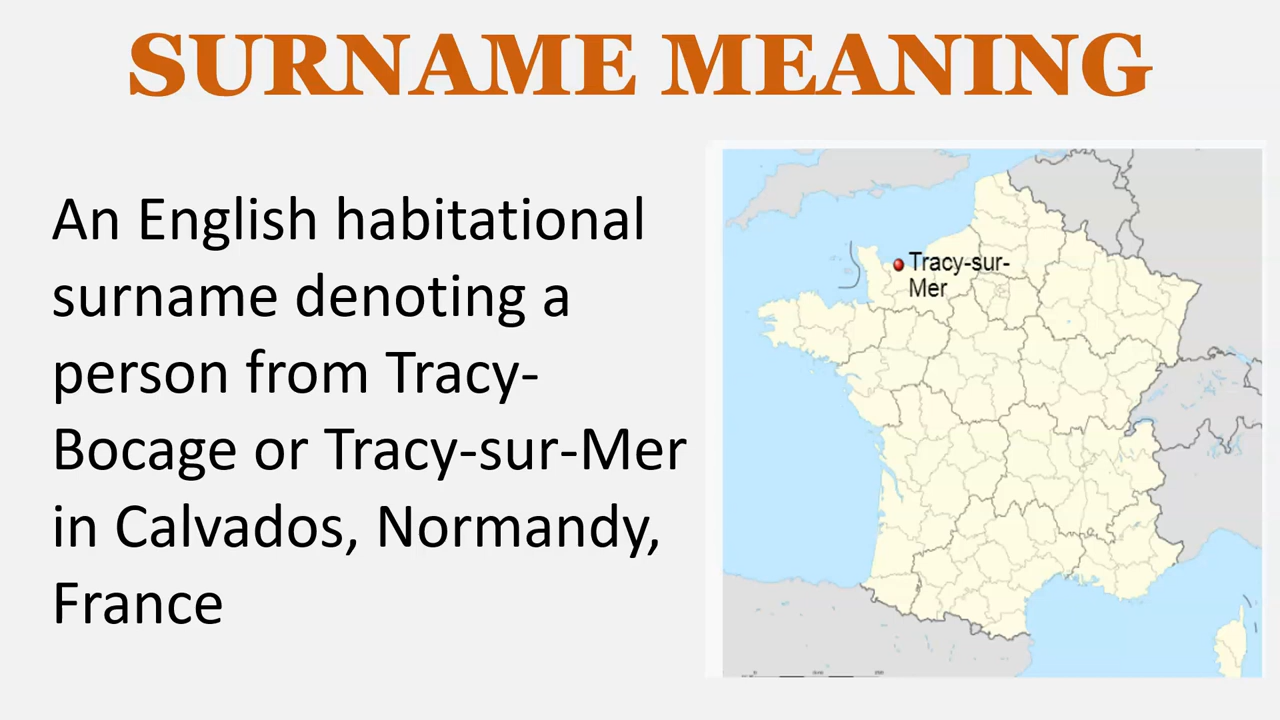 SURNAME MEANING
An English habitational
surname denoting a
person from Tracy-
Bocage or Tracy-sur-Mer
in Calvados, Normandy,
France
Tracy-sur-
Mer